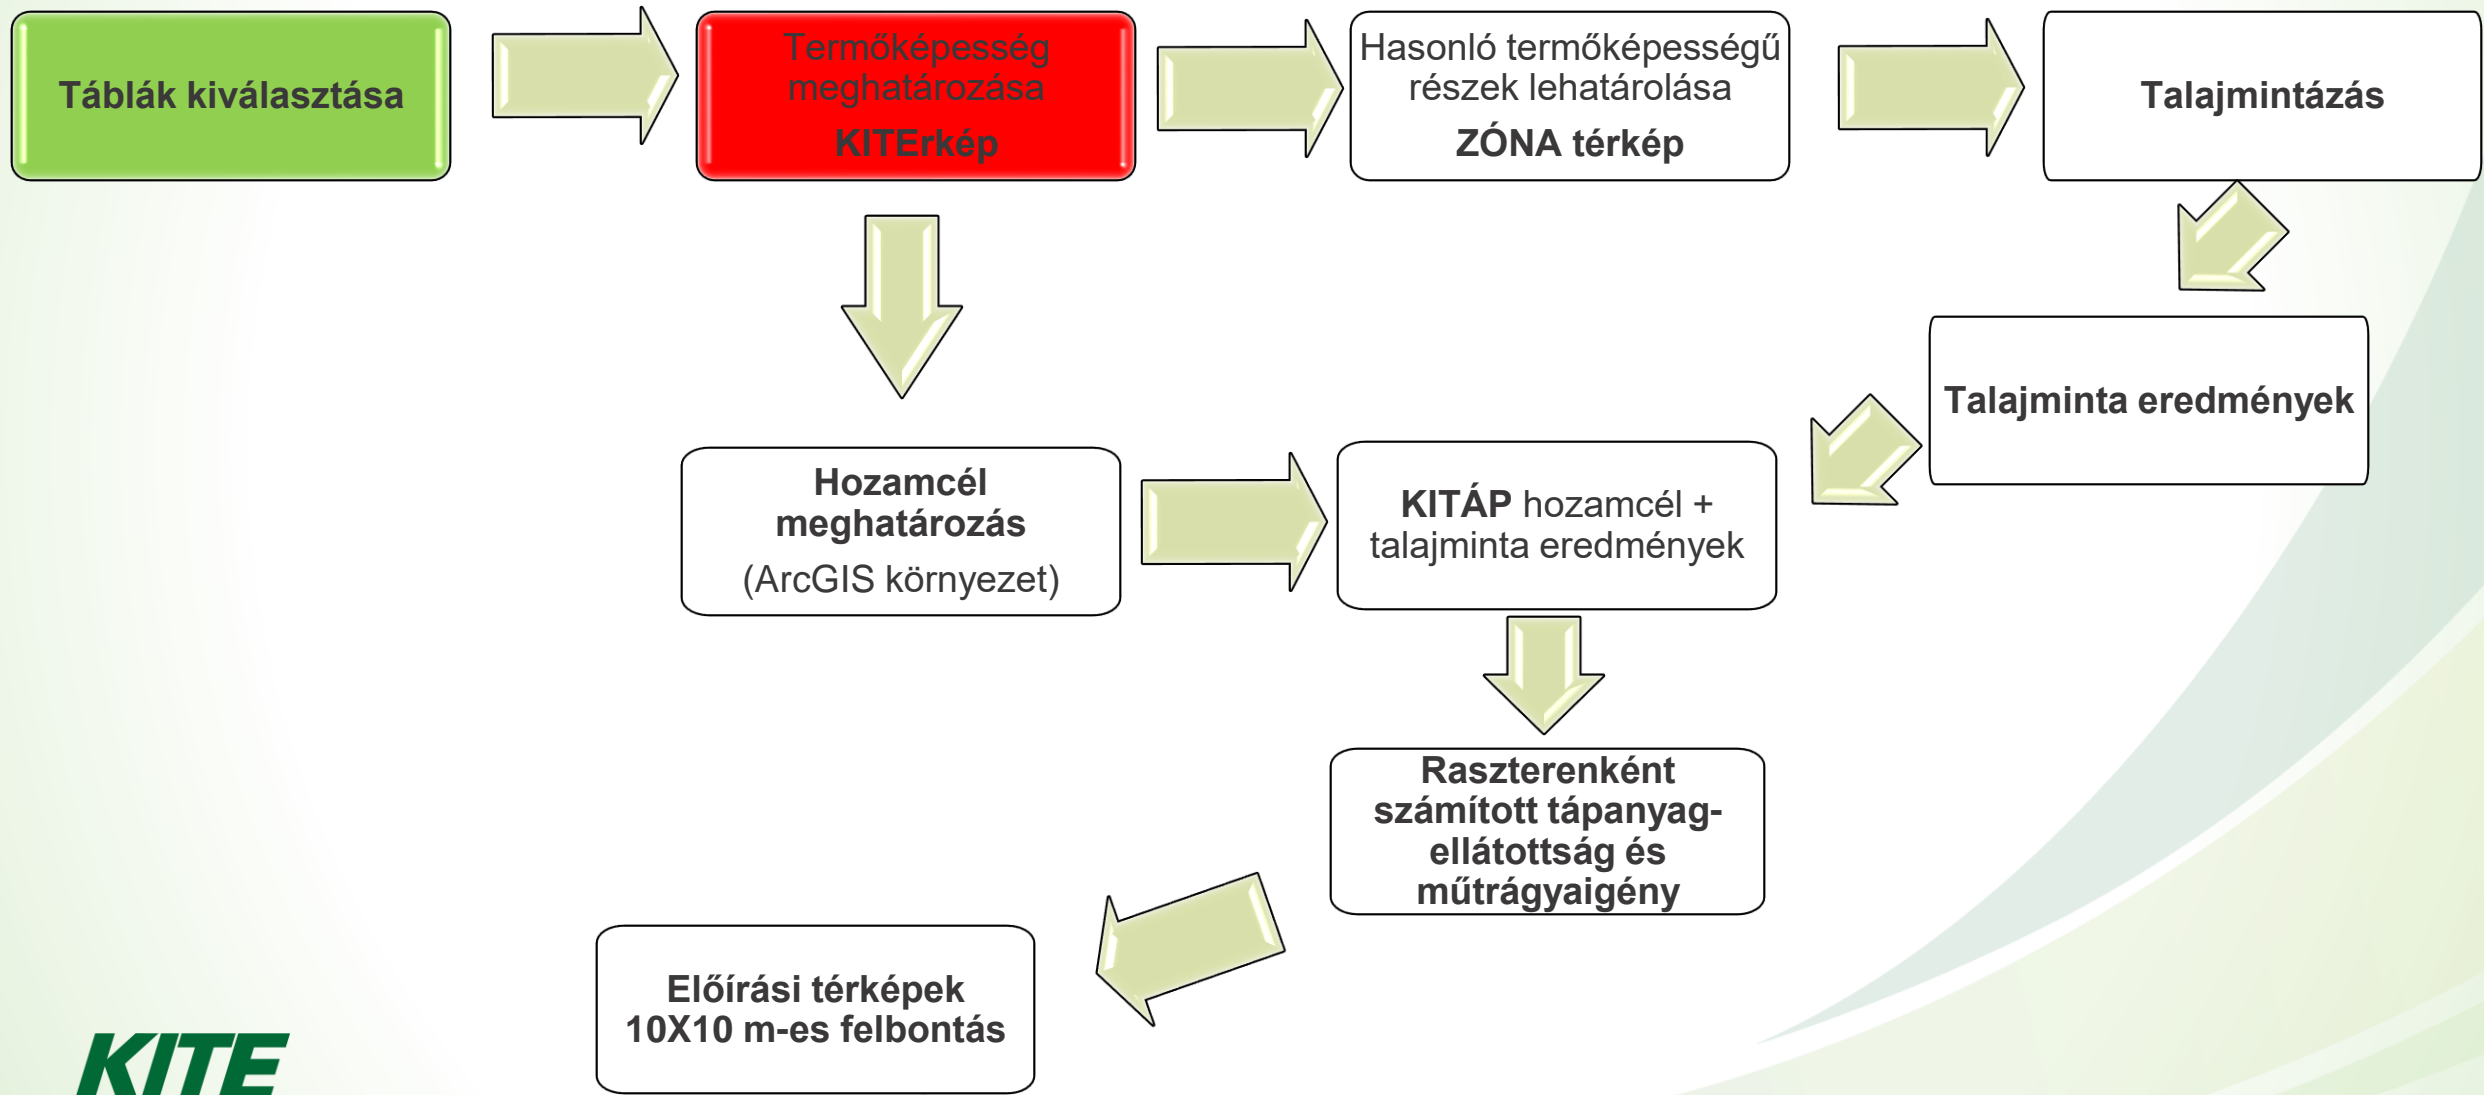 Táblák kiválasztása
Termőképesség
meghatározása
KITErkép
Hasonló termőképességű
részek lehatárolása
ZÓNA térkép
Talajmintázás
Talajminta eredmények
Hozamcél
meghatározás
(ArcGIS környezet)
KITÁP hozamcél +
talajminta eredmények
Raszterenként
számított tápanyag-
ellátottság és
műtrágyaigény
Előírási térképek
10X10 m-es felbontás
KITE